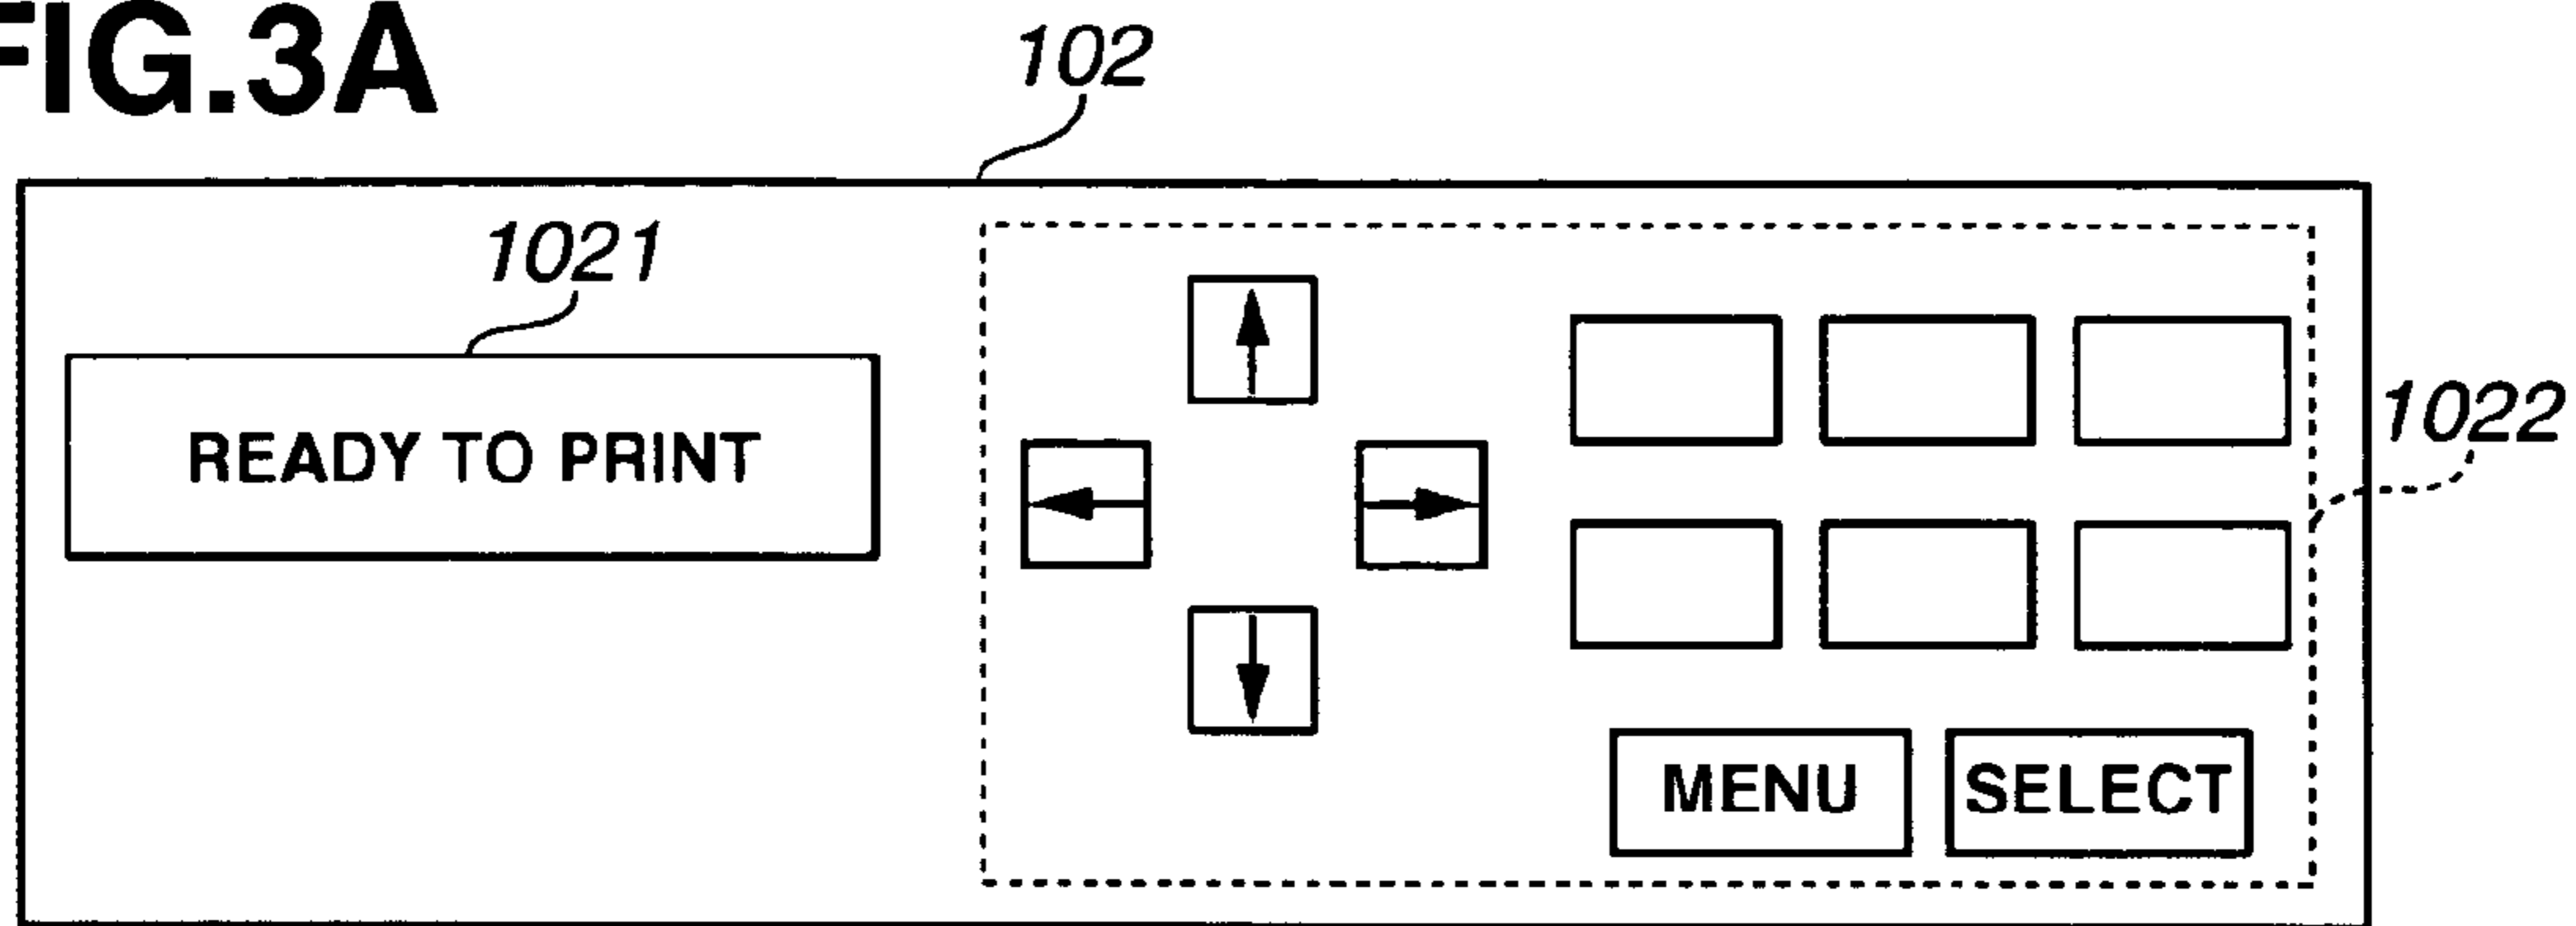 FIG.3A
102
1021
READY TO PRINT
1022
MENU
SELECT